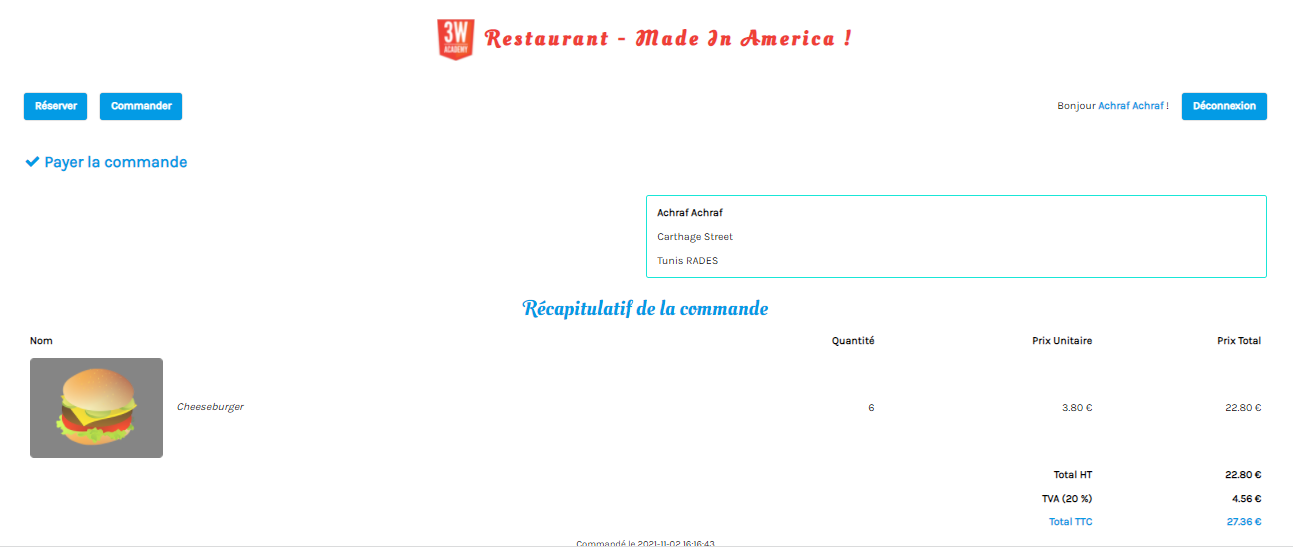 3W
ACADEMY
Restaurant - Made In America !
Réserver Commander Bonjour Achraf Achraf ! Déconnexion
Payer la commande
Achraf Achraf
Carthage Street
Tunis RADES
Récapitulatif de la commande
Nom Quantité Prix Unitaire Prix Total
Cheeseburger 6 3.80 € 22.80 €
Total HT 22.80 €
TVA (20 %) 4.56 €
Total TTC 27.36 €
Commandé le 2021-11-02 16:16:43